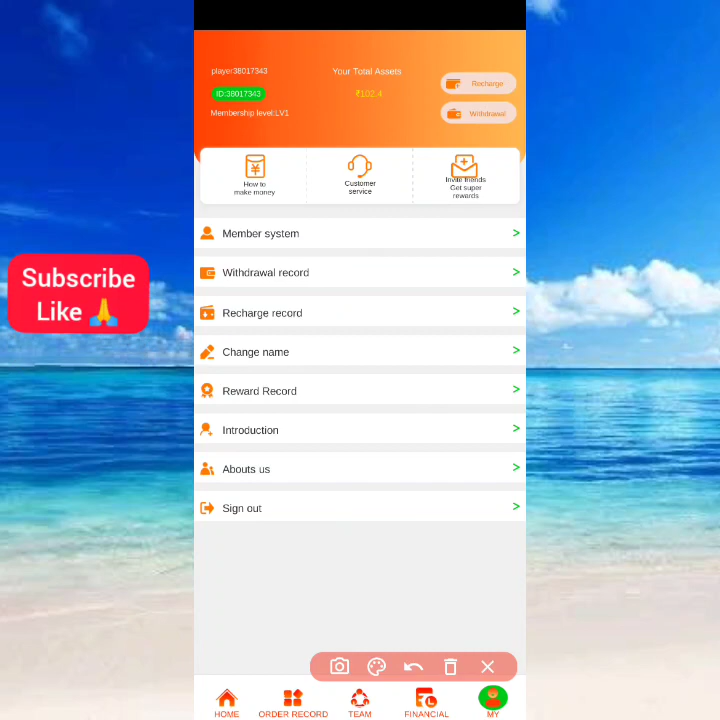 player38017343
Your Total Assets
Recharge
ID:38017343
₹102.4
Membership level:LV1
Withdrawal
How to
make money
Customer
service
Invite friends
Get super
rewards
Member system >
Withdrawal record >
Recharge record >
Change name >
Reward Record >
Introduction >
Abouts us >
Sign out >
Subscribe
Like 🙏
HOME
ORDER RECORD
TEAM
FINANCIAL
MY